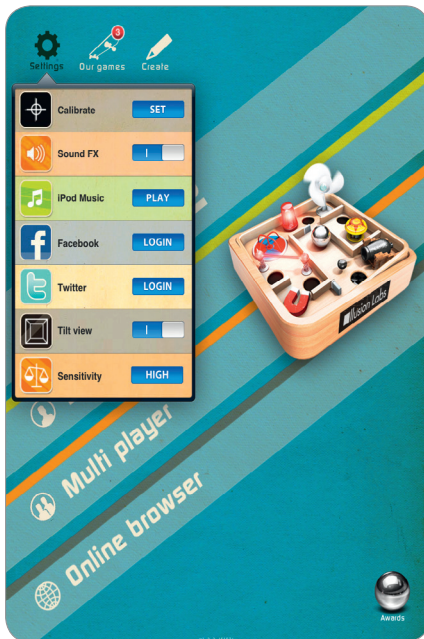 3
Settings
Our games
Create
Calibrate
SET
Sound FX
I
iPod Music
PLAY
Facebook
LOGIN
Twitter
LOGIN
Tilt view
I
Sensitivity
HIGH
Illusion Labs
Multi player
Online browser
Awards